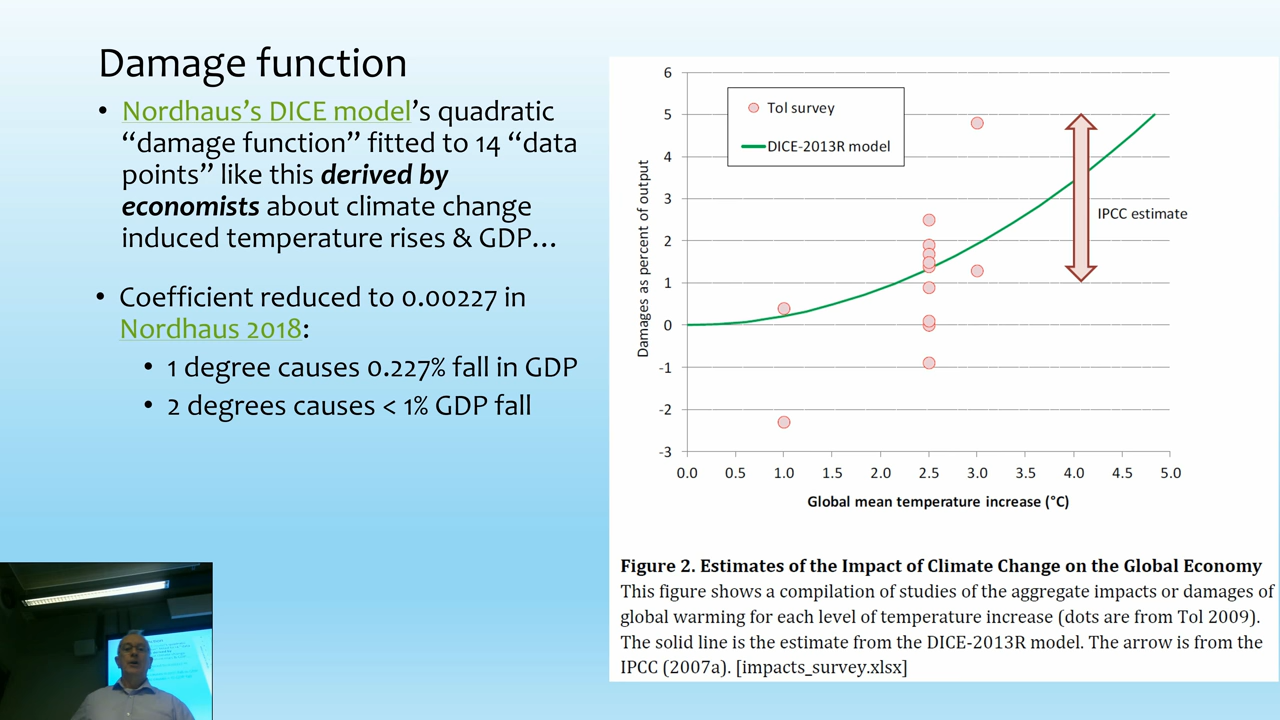 Damage function
• Nordhaus’s DICE model’s quadratic
“damage function” fitted to 14 “data
points” like this derived by
economists about climate change
induced temperature rises & GDP…
• Coefficient reduced to 0.00227 in
Nordhaus 2018:
• 1 degree causes 0.227% fall in GDP
• 2 degrees causes < 1% GDP fall
6
5
4
3
2
1
0
-1
-2
-3
Damages as percent of output
Tol survey
DICE-2013R model
IPCC estimate
0.0 0.5 1.0 1.5 2.0 2.5 3.0 3.5 4.0 4.5 5.0
Global mean temperature increase (°C)
Figure 2. Estimates of the Impact of Climate Change on the Global Economy
This figure shows a compilation of studies of the aggregate impacts or damages of
global warming for each level of temperature increase (dots are from Tol 2009).
The solid line is the estimate from the DICE-2013R model. The arrow is from the
IPCC (2007a). [impacts_survey.xlsx]